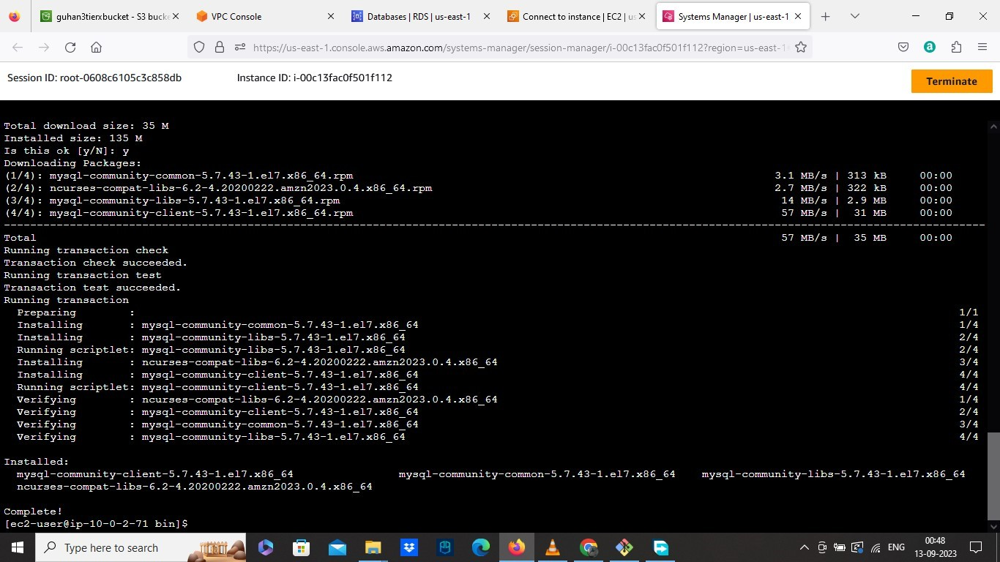 guhan3tierxbucket - S3 bucke
VPC Console
Databases | RDS | us-east-1
Connect to instance | EC2 | us
Systems Manager | us-east-1
https://us-east-1.console.aws.amazon.com/systems-manager/session-manager/i-00c13fac0f501f112?region=us-east-1
Session ID: root-0608c6105c3c858db
Instance ID: i-00c13fac0f501f112
Terminate
Total download size: 35 M
Installed size: 135 M
Is this ok [y/N]: y
Downloading Packages:
(1/4): mysql-community-common-5.7.43-1.el7.x86_64.rpm 3.1 MB/s | 313 kB 00:00
(2/4): ncurses-compat-libs-6.2-4.20200222.amzn2023.0.4.x86_64.rpm 2.7 MB/s | 322 kB 00:00
(3/4): mysql-community-libs-5.7.43-1.el7.x86_64.rpm 14 MB/s | 2.9 MB 00:00
(4/4): mysql-community-client-5.7.43-1.el7.x86_64.rpm 57 MB/s | 31 MB 00:00
--------------------------------------------------------------------------------
Total 57 MB/s | 35 MB 00:00
Running transaction check
Transaction check succeeded.
Running transaction test
Transaction test succeeded.
Running transaction
Preparing : 1/1
Installing : mysql-community-common-5.7.43-1.el7.x86_64 1/4
Installing : mysql-community-libs-5.7.43-1.el7.x86_64 2/4
Running scriptlet: mysql-community-libs-5.7.43-1.el7.x86_64 2/4
Installing : ncurses-compat-libs-6.2-4.20200222.amzn2023.0.4.x86_64 3/4
Installing : mysql-community-client-5.7.43-1.el7.x86_64 4/4
Running scriptlet: mysql-community-client-5.7.43-1.el7.x86_64 4/4
Verifying : ncurses-compat-libs-6.2-4.20200222.amzn2023.0.4.x86_64 1/4
Verifying : mysql-community-client-5.7.43-1.el7.x86_64 2/4
Verifying : mysql-community-common-5.7.43-1.el7.x86_64 3/4
Verifying : mysql-community-libs-5.7.43-1.el7.x86_64 4/4
Installed:
mysql-community-client-5.7.43-1.el7.x86_64 mysql-community-common-5.7.43-1.el7.x86_64 mysql-community-libs-5.7.43-1.el7.x86_64
ncurses-compat-libs-6.2-4.20200222.amzn2023.0.4.x86_64
Complete!
[ec2-user@ip-10-0-2-71 bin]$
Type here to search
ENG
00:48
13-09-2023